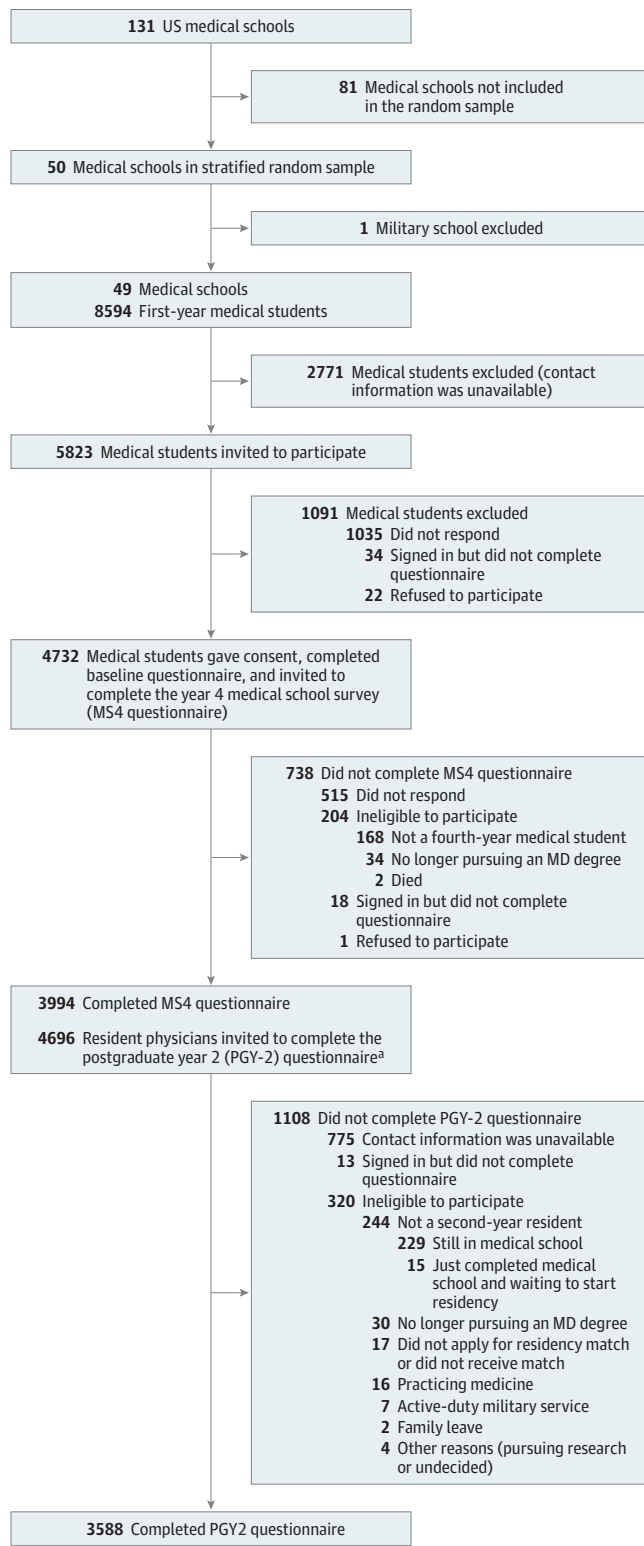 131 US medical schools
81 Medical schools not included
in the random sample
50 Medical schools in stratified random sample
1 Military school excluded
49 Medical schools
8594 First-year medical students
2771 Medical students excluded (contact
information was unavailable)
5823 Medical students invited to participate
1091 Medical students excluded
1035 Did not respond
34 Signed in but did not complete
questionnaire
22 Refused to participate
4732 Medical students gave consent, completed
baseline questionnaire, and invited to
complete the year 4 medical school survey
(MS4 questionnaire)
738 Did not complete MS4 questionnaire
515 Did not respond
204 Ineligible to participate
168 Not a fourth-year medical student
34 No longer pursuing an MD degree
2 Died
18 Signed in but did not complete
questionnaire
1 Refused to participate
3994 Completed MS4 questionnaire
4696 Resident physicians invited to complete the
postgraduate year 2 (PGY-2) questionnaireᵃ
1108 Did not complete PGY-2 questionnaire
775 Contact information was unavailable
13 Signed in but did not complete
questionnaire
320 Ineligible to participate
244 Not a second-year resident
229 Still in medical school
15 Just completed medical
school and waiting to start
residency
30 No longer pursuing an MD degree
17 Did not apply for residency match
or did not receive match
16 Practicing medicine
7 Active-duty military service
2 Family leave
4 Other reasons (pursuing research
or undecided)
3588 Completed PGY2 questionnaire